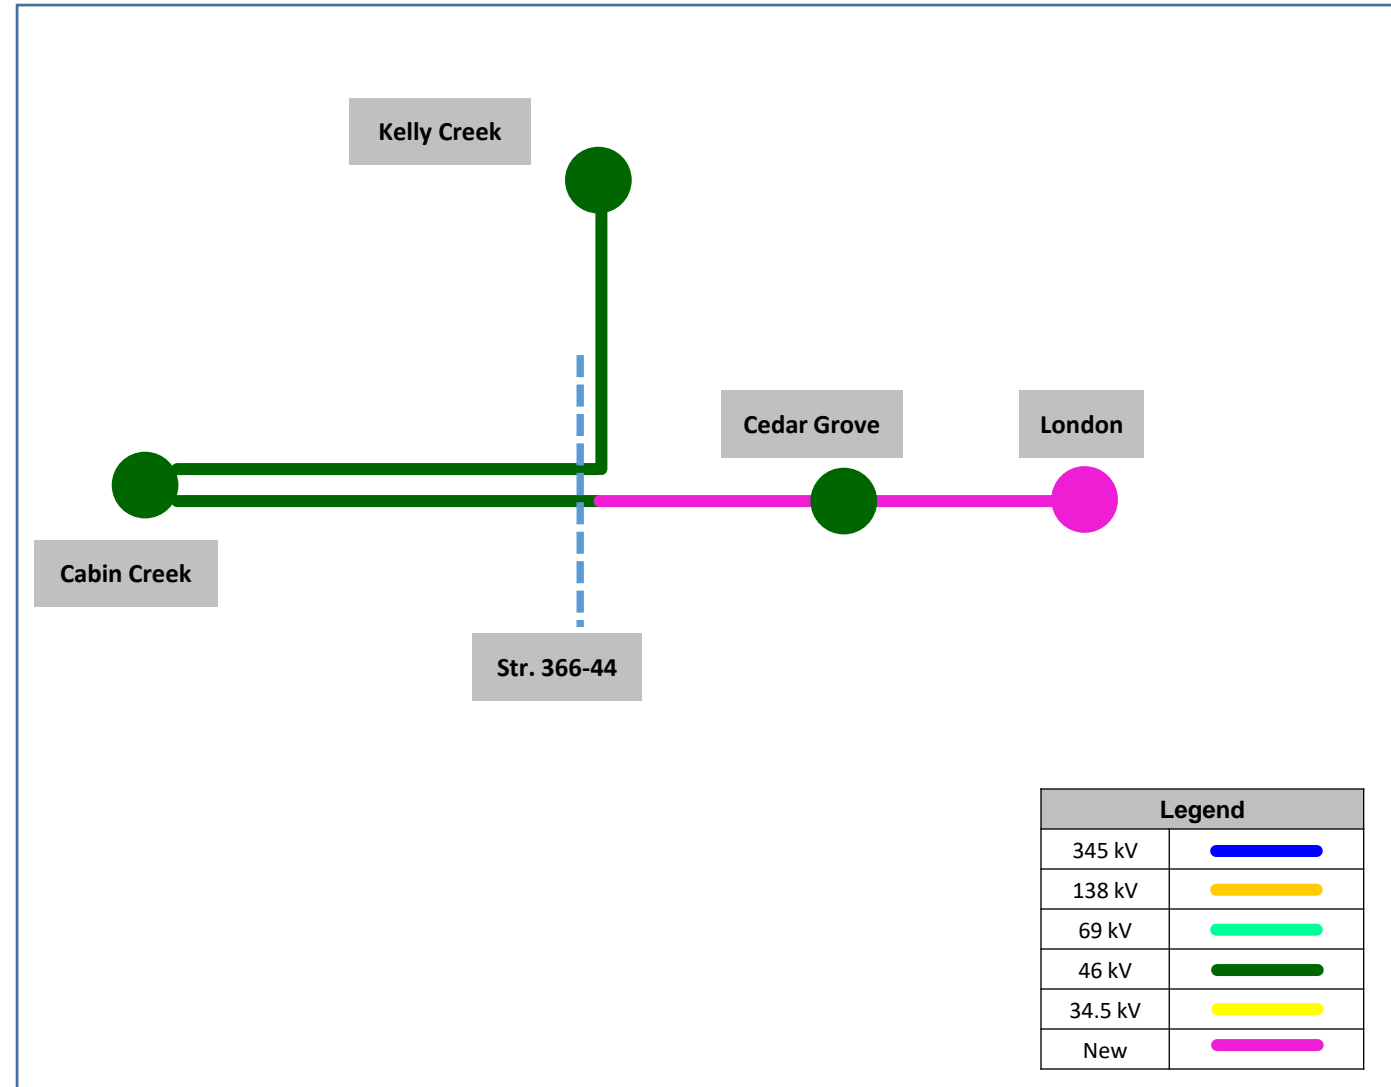 Kelly Creek
Cedar Grove
London
Cabin Creek
Str. 366-44
Legend
345 kV
138 kV
69 kV
46 kV
34.5 kV
New